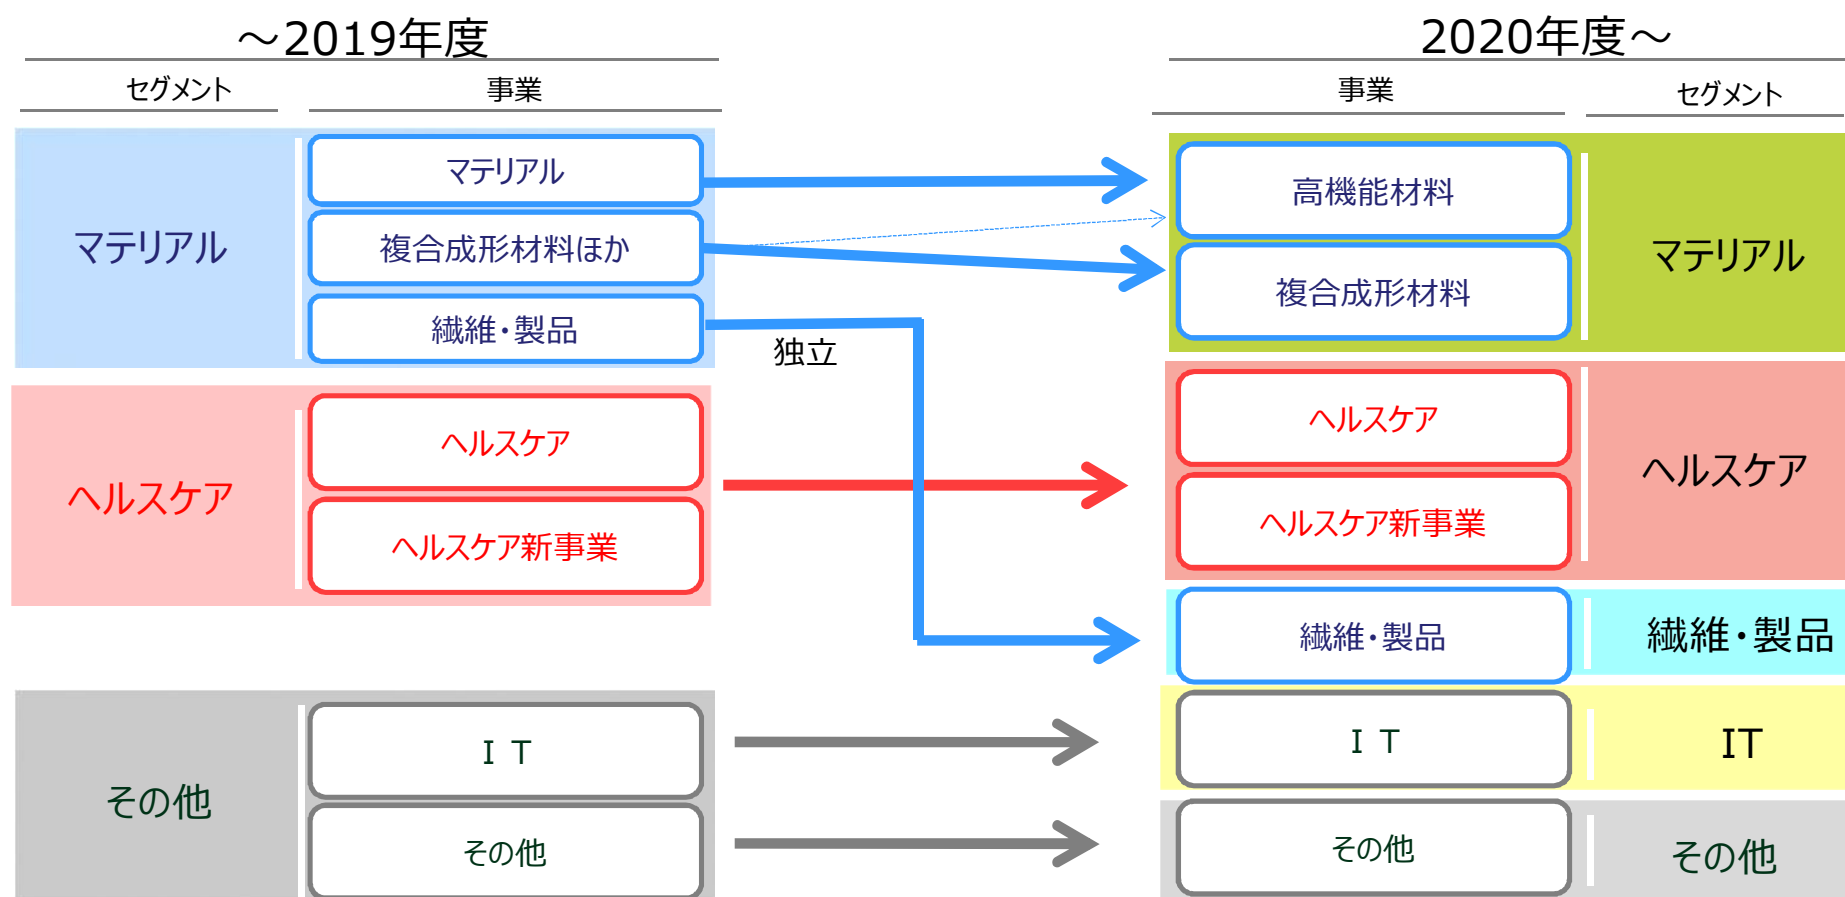 ～2019年度
セグメント
事業
マテリアル
マテリアル
複合成形材料ほか
繊維・製品
独立
ヘルスケア
ヘルスケア
ヘルスケア新事業
その他
ＩＴ
その他
2020年度～
事業
セグメント
高機能材料
複合成形材料
マテリアル
ヘルスケア
ヘルスケア新事業
ヘルスケア
繊維・製品
繊維・製品
ＩＴ
IT
その他
その他